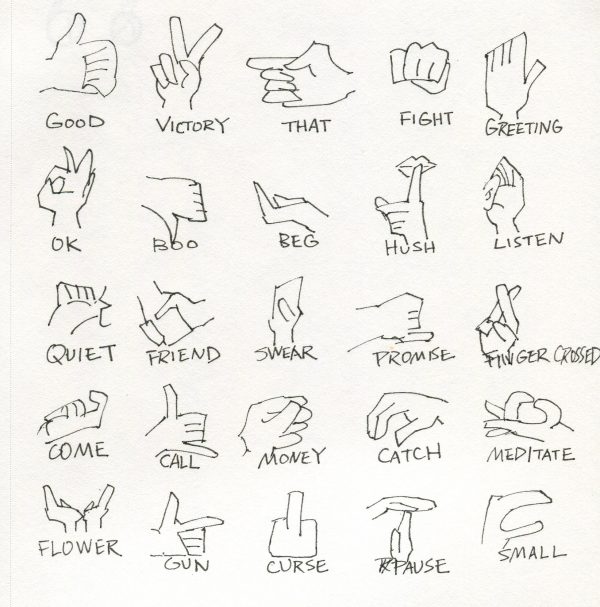 GOOD VICTORY THAT FIGHT GREETING
OK BOO BEG HUSH LISTEN
QUIET FRIEND SWEAR PROMISE FINGER CROSSED
COME CALL MONEY CATCH MEDITATE
FLOWER GUN CURSE PAUSE SMALL